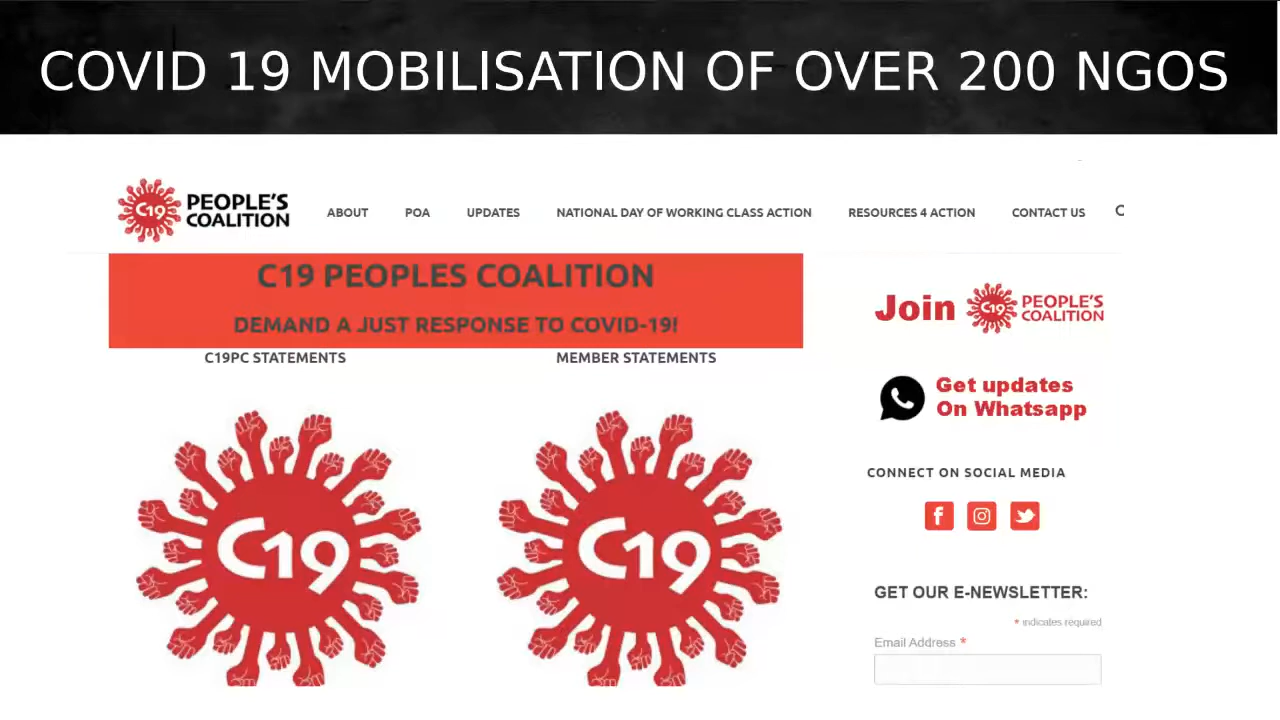 COVID 19 MOBILISATION OF OVER 200 NGOS
C19 PEOPLE'S COALITION
ABOUT POA UPDATES NATIONAL DAY OF WORKING CLASS ACTION RESOURCES 4 ACTION CONTACT US
C19 PEOPLES COALITION
DEMAND A JUST RESPONSE TO COVID-19!
C19PC STATEMENTS MEMBER STATEMENTS
C19 C19
Join C19 PEOPLE'S COALITION
Get updates
On Whatsapp
CONNECT ON SOCIAL MEDIA
GET OUR E-NEWSLETTER:
* indicates required
Email Address *